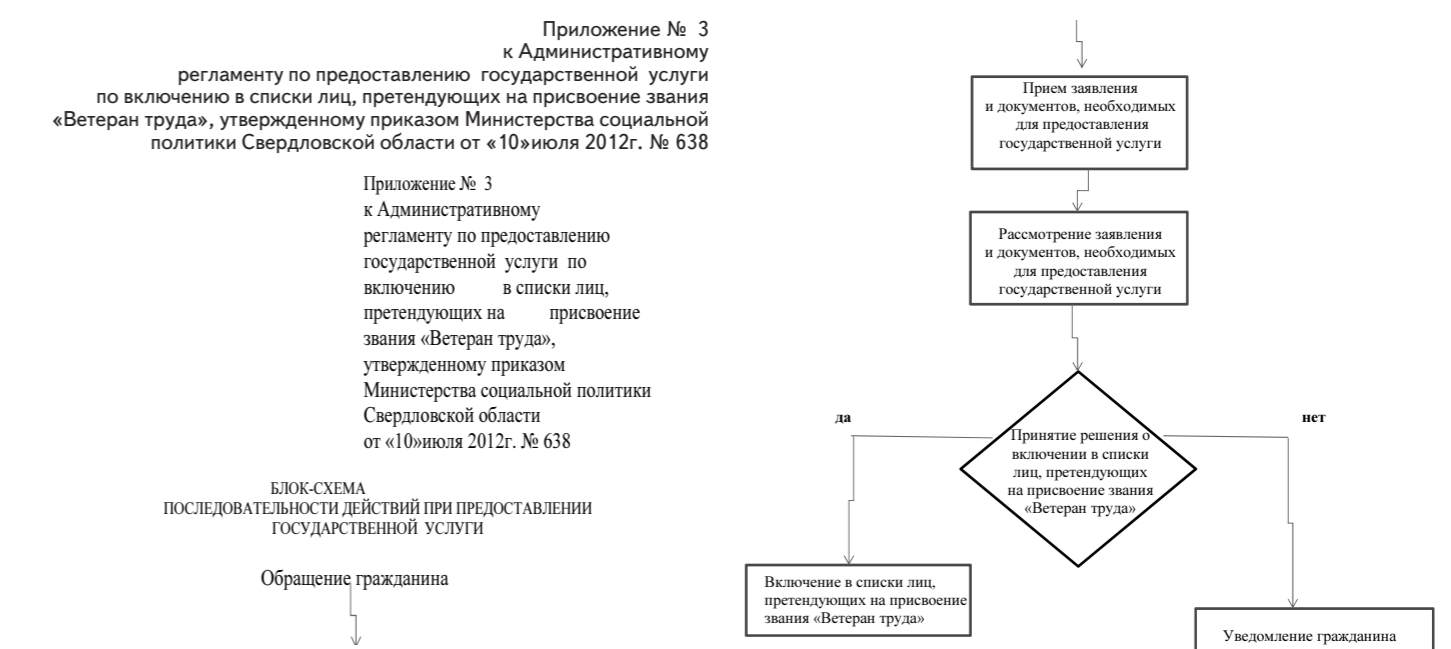 Приложение № 3
к Административному
регламенту по предоставлению государственной услуги
по включению в списки лиц, претендующих на присвоение звания
«Ветеран труда», утвержденному приказом Министерства социальной
политики Свердловской области от «10»июля 2012г. № 638
Приложение № 3
к Административному
регламенту по предоставлению
государственной услуги по
включению в списки лиц,
претендующих на присвоение
звания «Ветеран труда»,
утвержденному приказом
Министерства социальной политики
Свердловской области
от «10»июля 2012г. № 638
БЛОК-СХЕМА
ПОСЛЕДОВАТЕЛЬНОСТИ ДЕЙСТВИЙ ПРИ ПРЕДОСТАВЛЕНИИ
ГОСУДАРСТВЕННОЙ УСЛУГИ
Обращение гражданина
Прием заявления
и документов, необходимых
для предоставления
государственной услуги
Рассмотрение заявления
и документов, необходимых
для предоставления
государственной услуги
да
нет
Принятие решения о
включении в списки
лиц, претендующих
на присвоение звания
«Ветеран труда»
Включение в списки лиц,
претендующих на присвоение
звания «Ветеран труда»
Уведомление гражданина